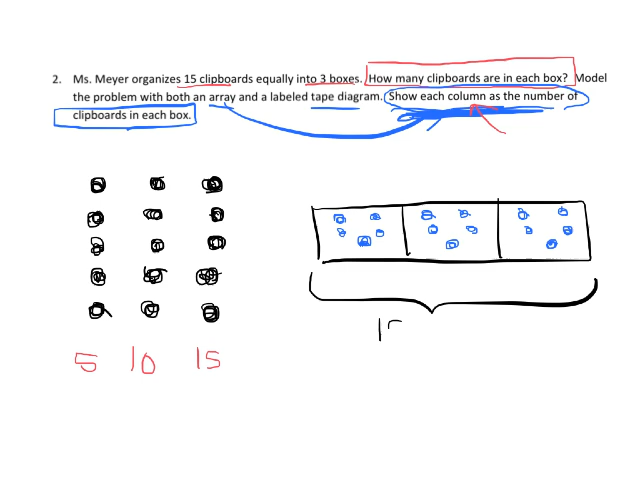 2. Ms. Meyer organizes 15 clipboards equally into 3 boxes. How many clipboards are in each box? Model
the problem with both an array and a labeled tape diagram. Show each column as the number of
clipboards in each box.
5 10 15